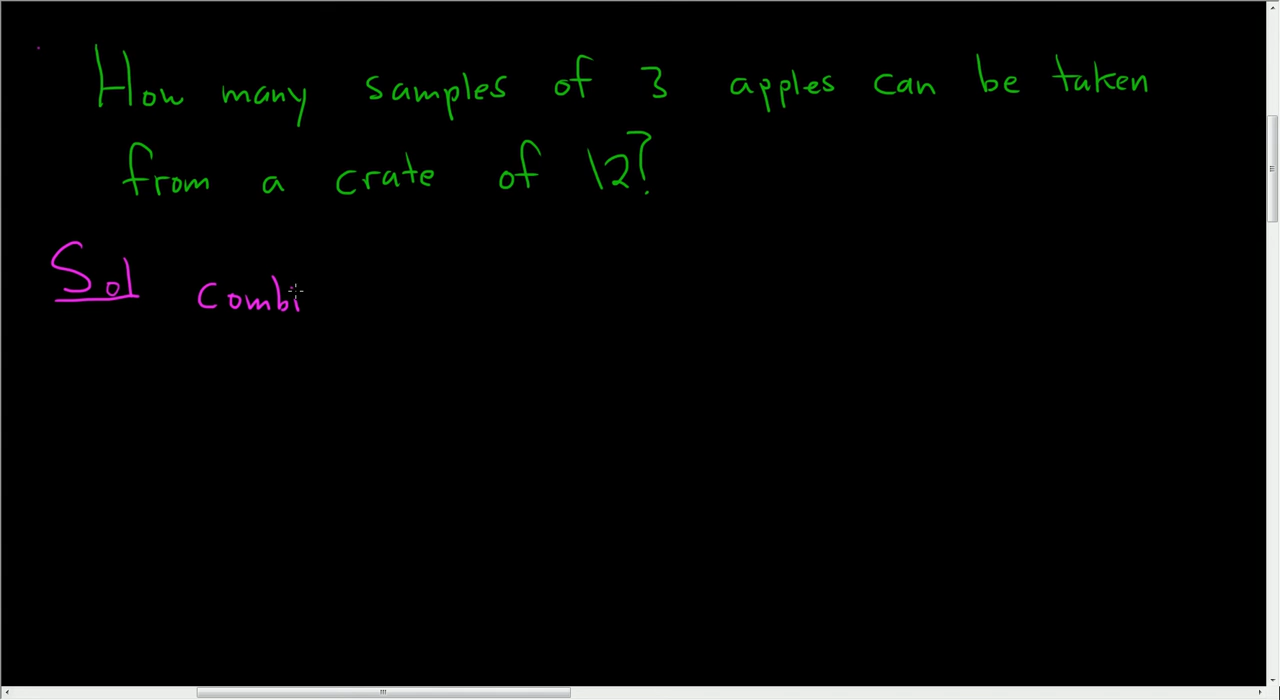 How many samples of 3 apples can be taken
from a crate of 12?
Sol combi